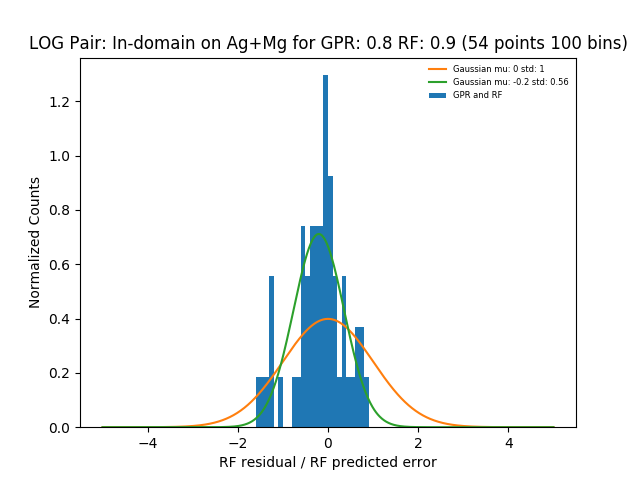 LOG Pair: In-domain on Ag+Mg for GPR: 0.8 RF: 0.9 (54 points 100 bins)
Gaussian mu: 0 std: 1
Gaussian mu: -0.2 std: 0.56
GPR and RF
Normalized Counts
1.2
1.0
0.8
0.6
0.4
0.2
0.0
−4 −2 0 2 4
RF residual / RF predicted error